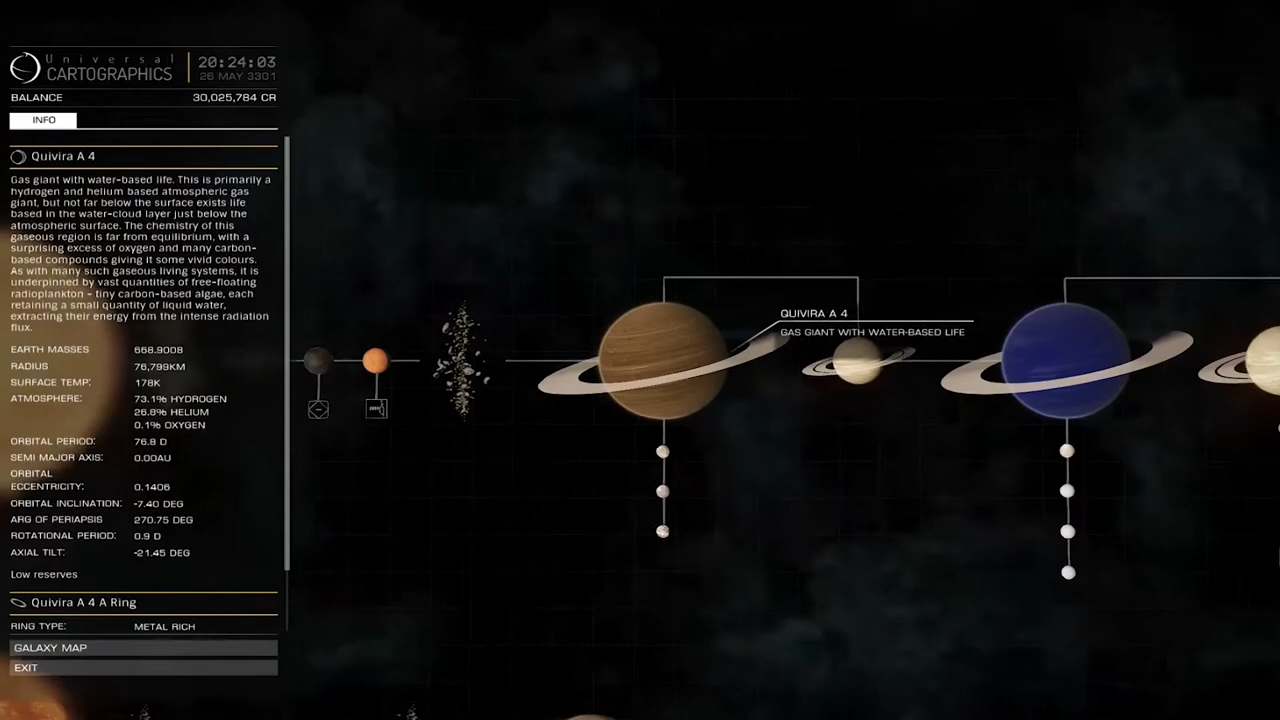 Universal
CARTOGRAPHICS
20:24:03
26 MAY 3301
BALANCE 30,025,784 CR
INFO
Quivira A 4
Gas giant with water-based life. This is primarily a
hydrogen and helium based atmospheric gas
giant, but not far below the surface exists life
based in the water-cloud layer just below the
atmospheric surface. The chemistry of this
gaseous region is far from equilibrium, with a
surprising excess of oxygen and many carbon-
based compounds giving it some vivid colours.
As with many such gaseous living systems, it is
underpinned by vast quantities of free-floating
radioplankton - tiny carbon-based algae, each
retaining a small quantity of liquid water,
extracting their energy from the intense radiation
flux.
EARTH MASSES 668.9008
RADIUS 76,799KM
SURFACE TEMP: 178K
ATMOSPHERE: 73.1% HYDROGEN
26.8% HELIUM
0.1% OXYGEN
ORBITAL PERIOD: 76.8 D
SEMI MAJOR AXIS: 0.00AU
ORBITAL
ECCENTRICITY: 0.1406
ORBITAL INCLINATION: -7.40 DEG
ARG OF PERIAPSIS 270.75 DEG
ROTATIONAL PERIOD: 0.9 D
AXIAL TILT: -21.45 DEG
Low reserves
Quivira A 4 A Ring
RING TYPE: METAL RICH
GALAXY MAP
EXIT
QUIVIRA A 4
GAS GIANT WITH WATER-BASED LIFE